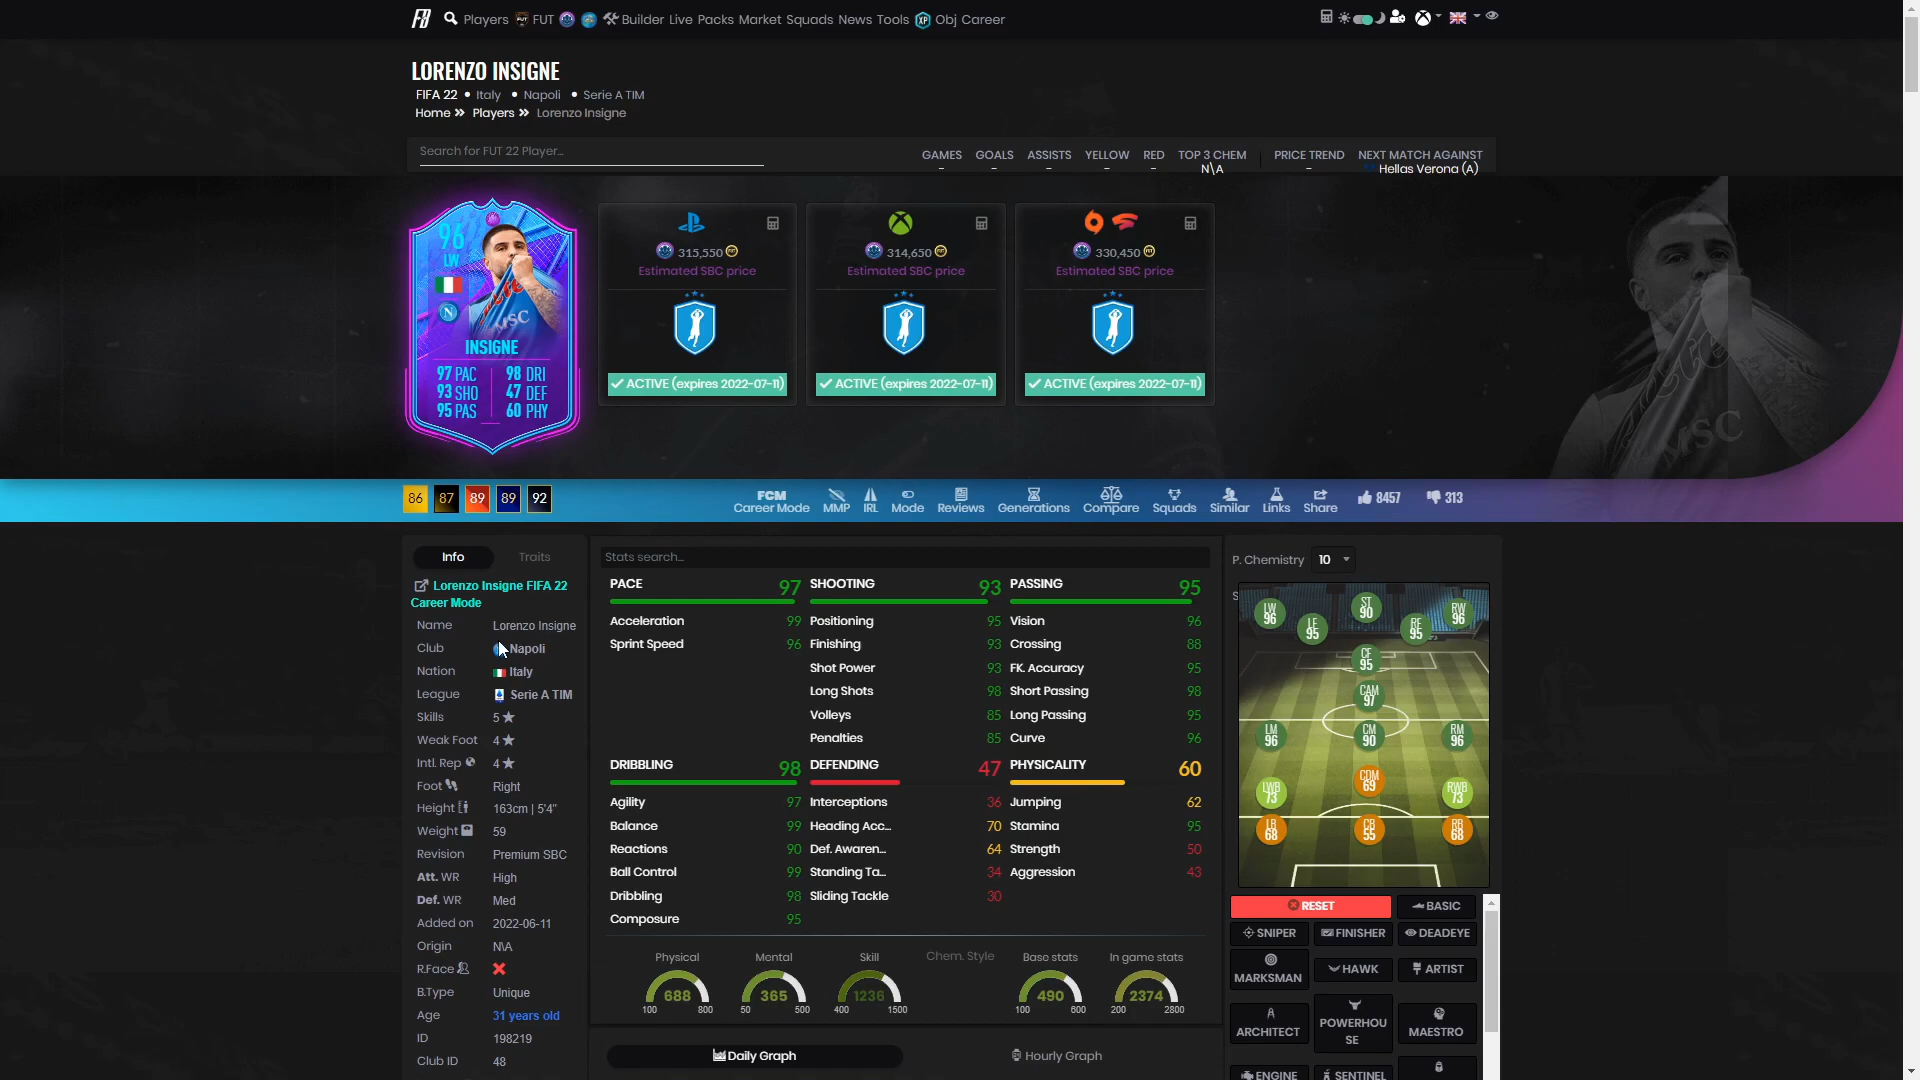 Players FUT Builder Live Packs Market Squads News Tools XP Obj Career
LORENZO INSIGNE
FIFA 22 • Italy • Napoli • Serie A TIM
Home » Players » Lorenzo Insigne
Search for FUT 22 Player...
GAMES GOALS ASSISTS YELLOW RED TOP 3 CHEM PRICE TREND NEXT MATCH AGAINST
- - - - - N\A - Hellas Verona (A)
96
LW
INSIGNE
97 PAC 98 DRI
93 SHO 47 DEF
95 PAS 60 PHY
315,550
Estimated SBC price
ACTIVE (expires 2022-07-11)
314,650
Estimated SBC price
ACTIVE (expires 2022-07-11)
330,450
Estimated SBC price
ACTIVE (expires 2022-07-11)
86 87 89 89 92
FCM
Career Mode MMP IRL Mode Reviews Generations Compare Squads Similar Links Share 8457 313
Info Traits
Lorenzo Insigne FIFA 22
Career Mode
Name Lorenzo Insigne
Club Napoli
Nation Italy
League Serie A TIM
Skills 5
Weak Foot 4
Intl. Rep 4
Foot Right
Height 163cm | 5'4"
Weight 59
Revision Premium SBC
Att. WR High
Def. WR Med
Added on 2022-06-11
Origin N\A
R.Face
B.Type Unique
Age 31 years old
ID 198219
Club ID 48
Stats search...
PACE 97
Acceleration 99
Sprint Speed 96
SHOOTING 93
Positioning 95
Finishing 93
Shot Power 93
Long Shots 98
Volleys 85
Penalties 85
PASSING 95
Vision 96
Crossing 88
FK. Accuracy 95
Short Passing 98
Long Passing 95
Curve 96
DRIBBLING 98
Agility 97
Balance 99
Reactions 90
Ball Control 99
Dribbling 98
Composure 95
DEFENDING 47
Interceptions 36
Heading Acc... 70
Def. Awaren... 64
Standing Ta... 34
Sliding Tackle 30
PHYSICALITY 60
Jumping 62
Stamina 95
Strength 50
Aggression 43
Physical Mental Skill Chem. Style Base stats In game stats
688 365 1236 490 2374
100 800 50 500 400 1500 100 600 200 2800
Daily Graph Hourly Graph
P. Chemistry 10
S
LW
96
ST
90
RW
96
LF
95
RF
95
CF
95
CAM
97
LM
96
CM
90
RM
96
CDM
69
LWB
73
RWB
73
LB
68
CB
55
RB
68
RESET BASIC
SNIPER FINISHER DEADEYE
MARKSMAN HAWK ARTIST
ARCHITECT
POWERHOU
SE
MAESTRO
ENGINE SENTINEL
MSC